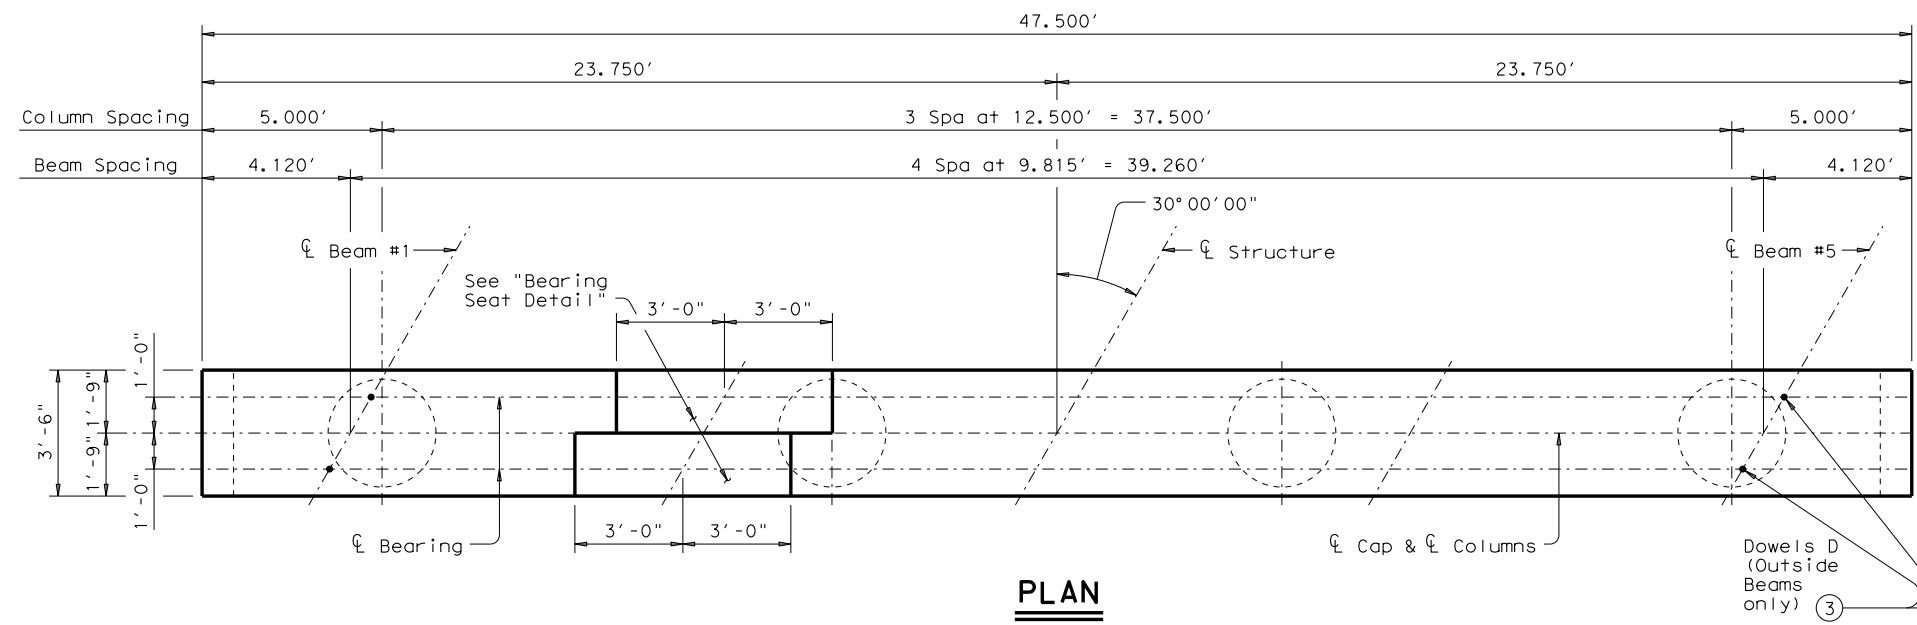 47.500'
23.750' 23.750'
Column Spacing 5.000' 3 Spa at 12.500' = 37.500' 5.000'
Beam Spacing 4.120' 4 Spa at 9.815' = 39.260' 4.120'
30°00'00"
℄ Beam #1
℄ Structure
℄ Beam #5
See "Bearing
Seat Detail"
3'-0" 3'-0"
1'-0"
1'-9"
3'-6"
1'-9"
1'-0"
3'-0" 3'-0"
℄ Bearing
℄ Cap & ℄ Columns
Dowels D
(Outside
Beams
only) 3
PLAN